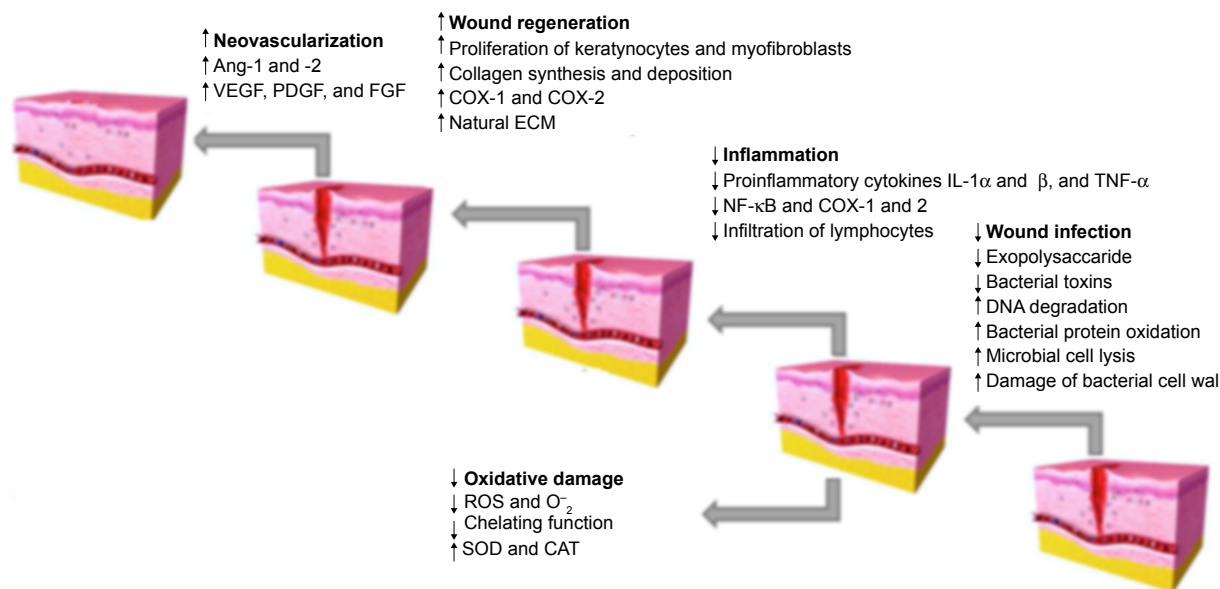 ↑ Neovascularization
↑ Ang-1 and -2
↑ VEGF, PDGF, and FGF
↑ Wound regeneration
↑ Proliferation of keratynocytes and myofibroblasts
↑ Collagen synthesis and deposition
↑ COX-1 and COX-2
↑ Natural ECM
↓ Inflammation
↓ Proinflammatory cytokines IL-1α and β, and TNF-α
↓ NF-κB and COX-1 and 2
↓ Infiltration of lymphocytes
↓ Wound infection
↓ Exopolysaccaride
↓ Bacterial toxins
↑ DNA degradation
↑ Bacterial protein oxidation
↑ Microbial cell lysis
↑ Damage of bacterial cell wal
↓ Oxidative damage
↓ ROS and O⁻₂
↓ Chelating function
↑ SOD and CAT